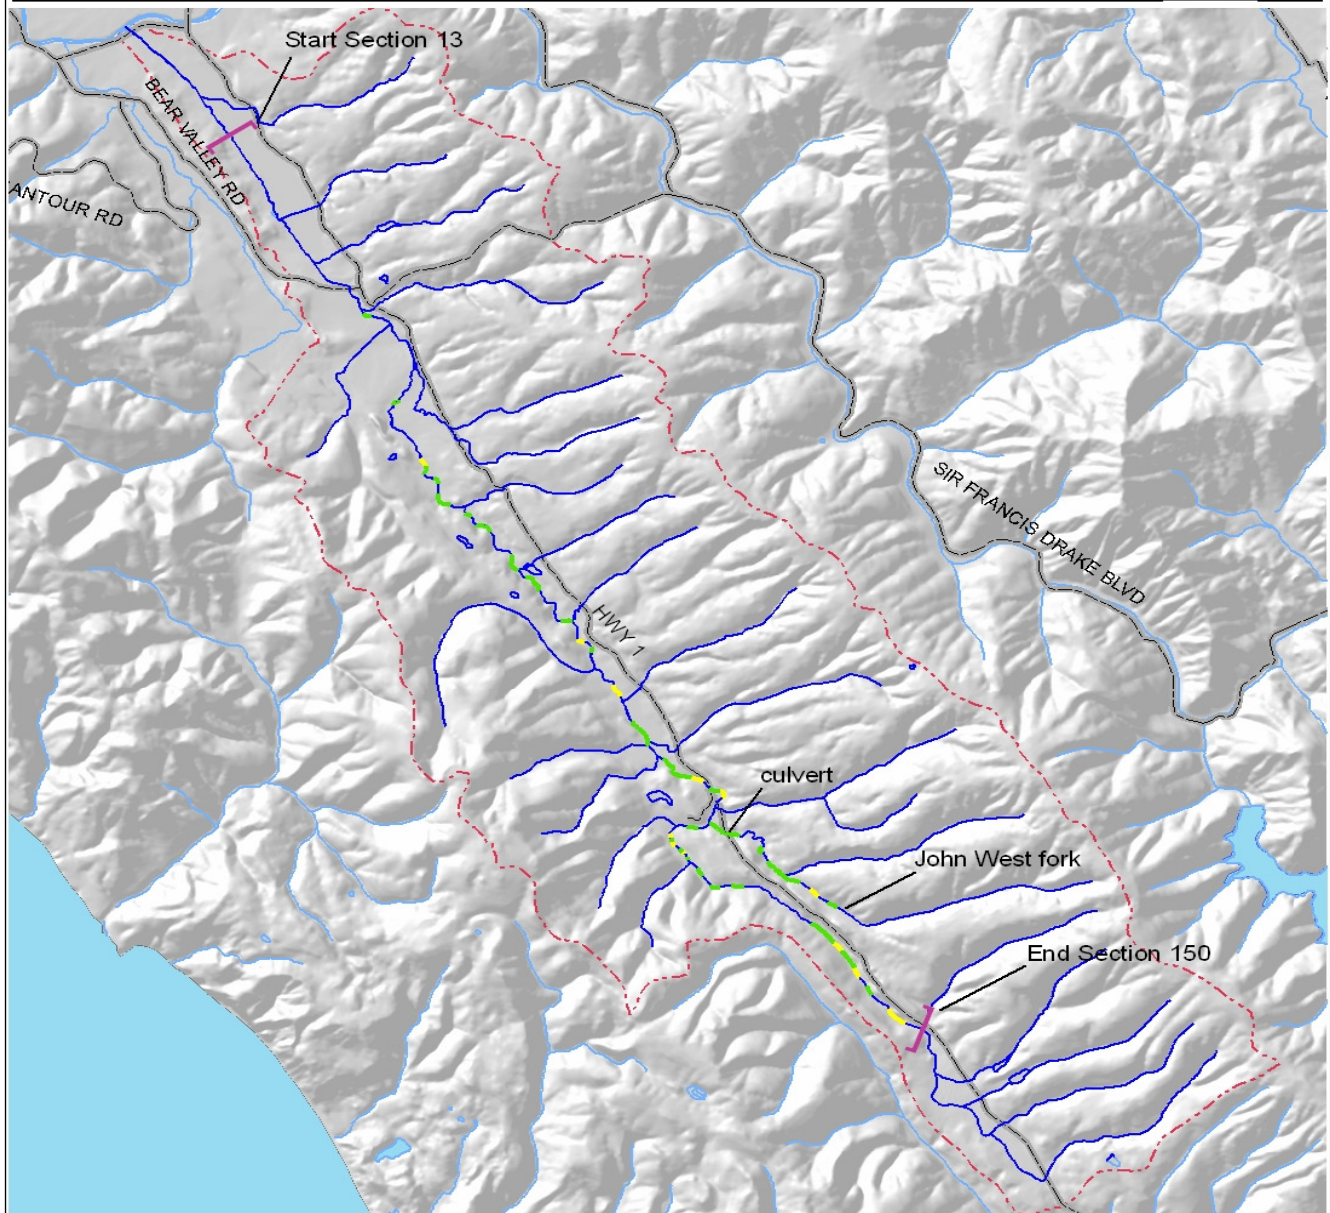 Start Section 13
BEAR VALLEY RD
ANTOUR RD
SIR FRANCIS DRAKE BLVD
HWY 1
culvert
John West fork
End Section 150